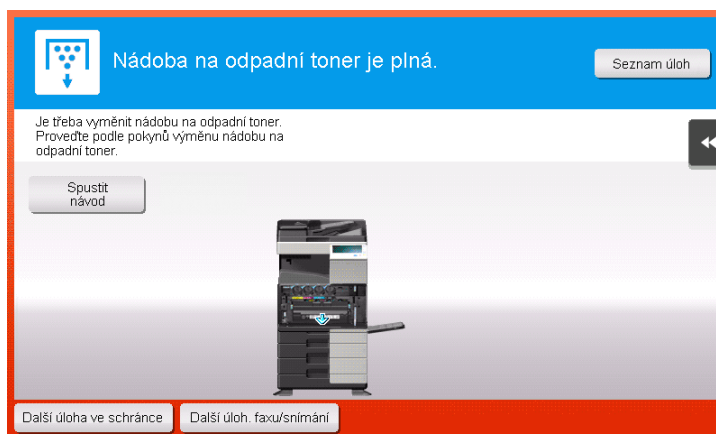 Nádoba na odpadní toner je plná.
Seznam úloh
Je třeba vyměnit nádobu na odpadní toner.
Proveďte podle pokynů výměnu nádobu na
odpadní toner.
Spustit
návod
Další úloha ve schránce
Další úloh. faxu/snímání